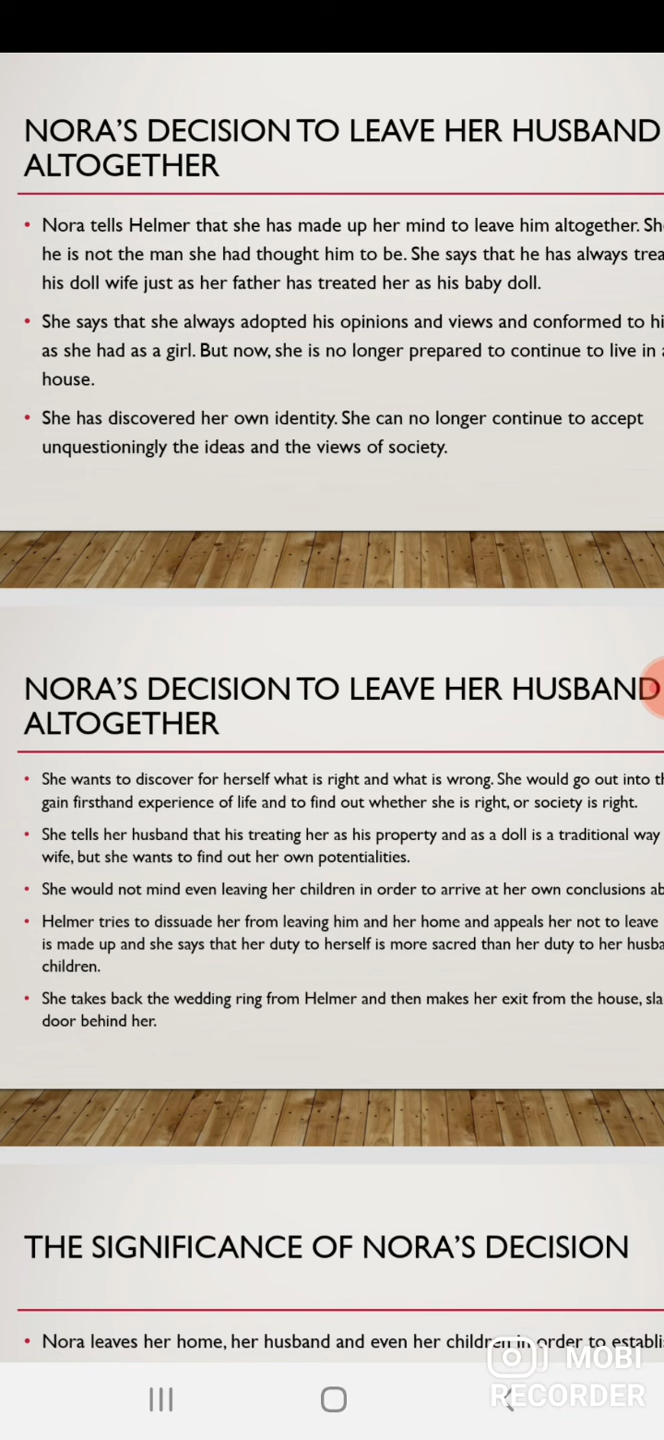 NORA'S DECISION TO LEAVE HER HUSBAND
ALTOGETHER
• Nora tells Helmer that she has made up her mind to leave him altogether.
he is not the man she had thought him to be. She says that he has always
his doll wife just as her father has treated her as his baby doll.
• She says that she always adopted his opinions and views and conformed to
as she had as a girl. But now, she is no longer prepared to continue to live in
house.
• She has discovered her own identity. She can no longer continue to accept
unquestioningly the ideas and the views of society.
NORA'S DECISION TO LEAVE HER HUSBAND
ALTOGETHER
• She wants to discover for herself what is right and what is wrong. She would go out into
gain firsthand experience of life and to find out whether she is right, or society is right.
• She tells her husband that his treating her as his property and as a doll is a traditional way
wife, but she wants to find out her own potentialities.
• She would not mind even leaving her children in order to arrive at her own conclusions
• Helmer tries to dissuade her from leaving him and her home and appeals her not to leave
is made up and she says that her duty to herself is more sacred than her duty to her
children.
• She takes back the wedding ring from Helmer and then makes her exit from the house,
door behind her.
THE SIGNIFICANCE OF NORA'S DECISION
• Nora leaves her home, her husband and even her children in order to
MOBI
RECORDER